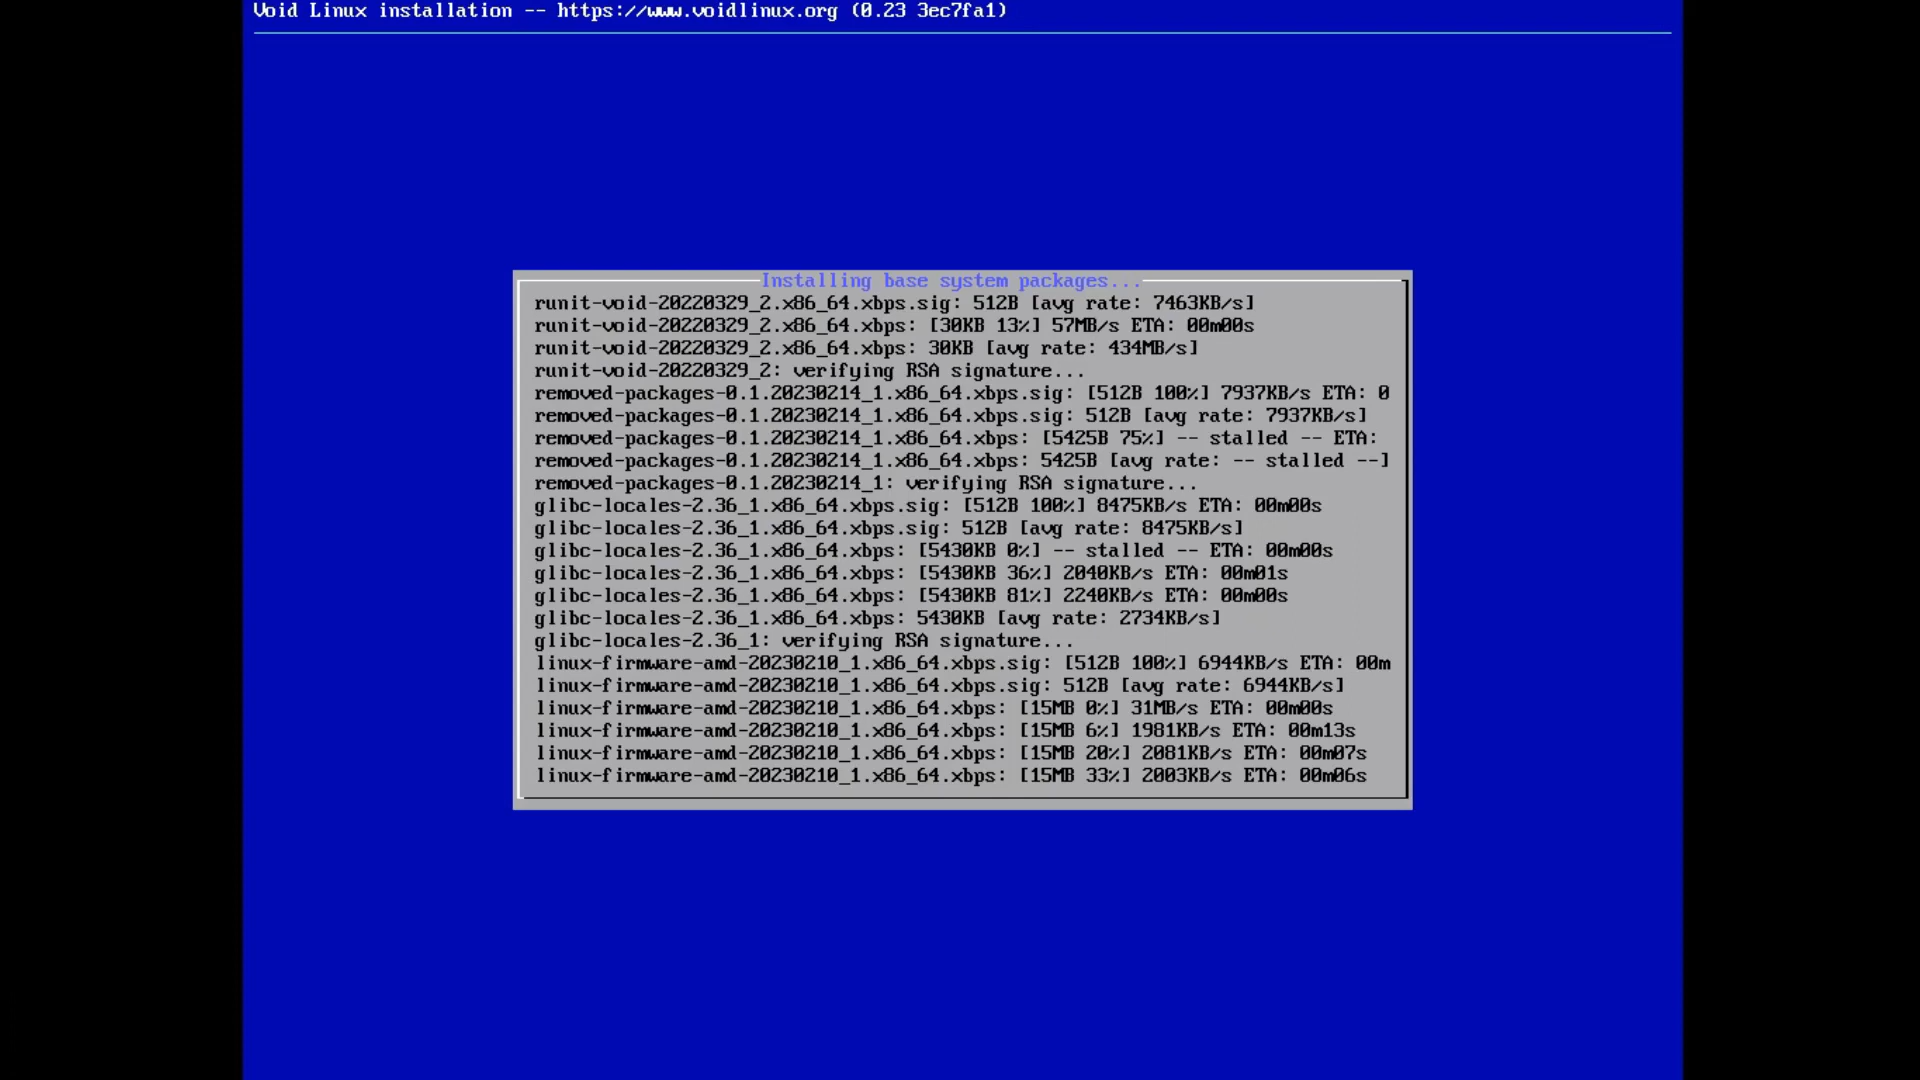 Void Linux installation -- https://www.voidlinux.org (0.23 3ec7fa1)
Installing base system packages...
runit-void-20220329_2.x86_64.xbps.sig: 512B [avg rate: 7463KB/s]
runit-void-20220329_2.x86_64.xbps: [30KB 13%] 57MB/s ETA: 00m00s
runit-void-20220329_2.x86_64.xbps: 30KB [avg rate: 434MB/s]
runit-void-20220329_2: verifying RSA signature...
removed-packages-0.1.20230214_1.x86_64.xbps.sig: [512B 100%] 7937KB/s ETA: 0
removed-packages-0.1.20230214_1.x86_64.xbps.sig: 512B [avg rate: 7937KB/s]
removed-packages-0.1.20230214_1.x86_64.xbps: [5425B 75%] -- stalled -- ETA:
removed-packages-0.1.20230214_1.x86_64.xbps: 5425B [avg rate: -- stalled --]
removed-packages-0.1.20230214_1: verifying RSA signature...
glibc-locales-2.36_1.x86_64.xbps.sig: [512B 100%] 8475KB/s ETA: 00m00s
glibc-locales-2.36_1.x86_64.xbps.sig: 512B [avg rate: 8475KB/s]
glibc-locales-2.36_1.x86_64.xbps: [5430KB 0%] -- stalled -- ETA: 00m00s
glibc-locales-2.36_1.x86_64.xbps: [5430KB 36%] 2040KB/s ETA: 00m01s
glibc-locales-2.36_1.x86_64.xbps: [5430KB 81%] 2240KB/s ETA: 00m00s
glibc-locales-2.36_1.x86_64.xbps: 5430KB [avg rate: 2734KB/s]
glibc-locales-2.36_1: verifying RSA signature...
linux-firmware-amd-20230210_1.x86_64.xbps.sig: [512B 100%] 6944KB/s ETA: 00m
linux-firmware-amd-20230210_1.x86_64.xbps.sig: 512B [avg rate: 6944KB/s]
linux-firmware-amd-20230210_1.x86_64.xbps: [15MB 0%] 31MB/s ETA: 00m00s
linux-firmware-amd-20230210_1.x86_64.xbps: [15MB 6%] 1981KB/s ETA: 00m13s
linux-firmware-amd-20230210_1.x86_64.xbps: [15MB 20%] 2081KB/s ETA: 00m07s
linux-firmware-amd-20230210_1.x86_64.xbps: [15MB 33%] 2003KB/s ETA: 00m06s